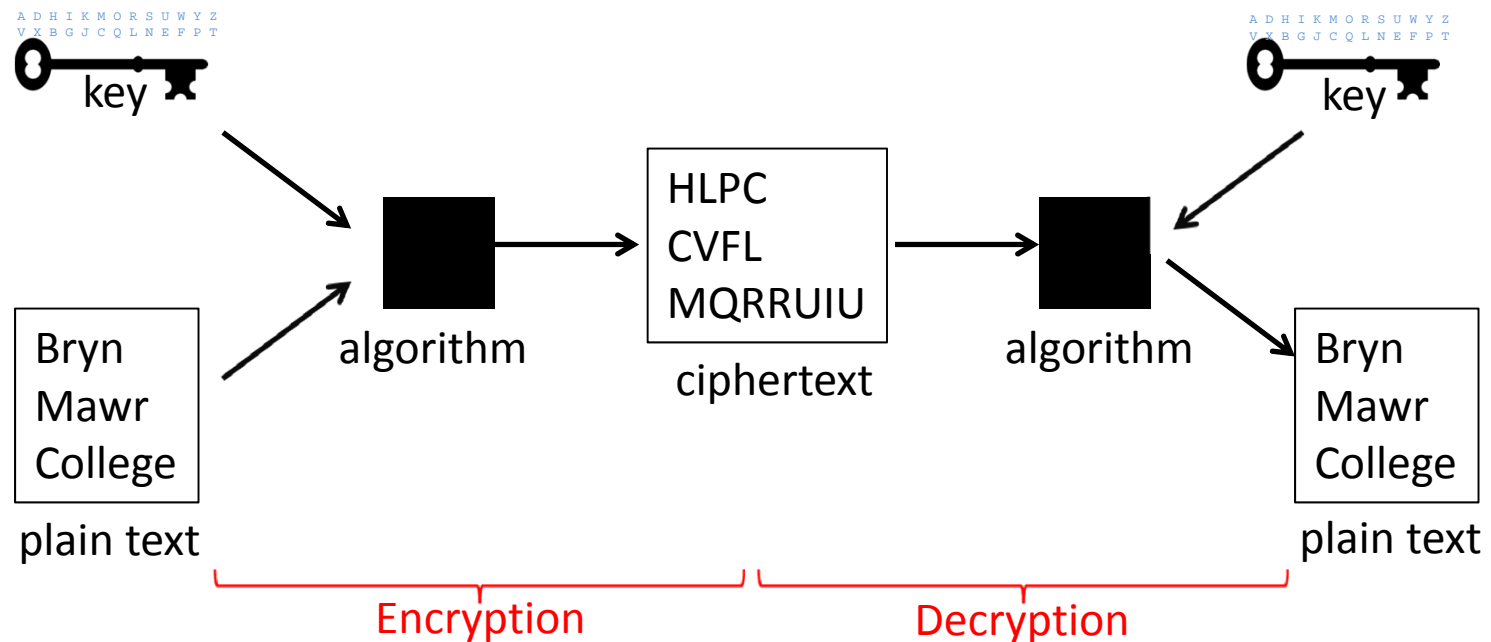 A D H I K M O R S U W Y Z
V X B G J C Q L N E F P T
key
A D H I K M O R S U W Y Z
V X B G J C Q L N E F P T
key
Bryn
Mawr
College
plain text
algorithm
HLPC
CVFL
MQRRUIU
ciphertext
algorithm
Bryn
Mawr
College
plain text
Encryption
Decryption